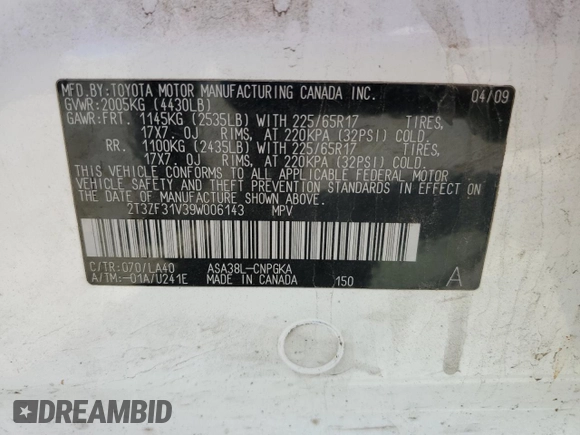 MFD.BY:TOYOTA MOTOR MANUFACTURING CANADA INC. 04/09
GVWR:2005KG (4430LB)
GAWR:FRT. 1145KG (2535LB) WITH 225/65R17 TIRES,
17X7.0J RIMS, AT 220KPA (32PSI) COLD.
RR. 1100KG (2435LB) WITH 225/65R17 TIRES,
17X7.0J RIMS, AT 220KPA (32PSI) COLD.
THIS VEHICLE CONFORMS TO ALL APPLICABLE FEDERAL MOTOR
VEHICLE SAFETY AND THEFT PREVENTION STANDARDS IN EFFECT ON
THE DATE OF MANUFACTURE SHOWN ABOVE.
2T3ZF31V39W006143 MPV
C/TR:070/LA40 ASA38L-CNPGKA
A/TM:-01A/U241E MADE IN CANADA 150 A
DREAMBID